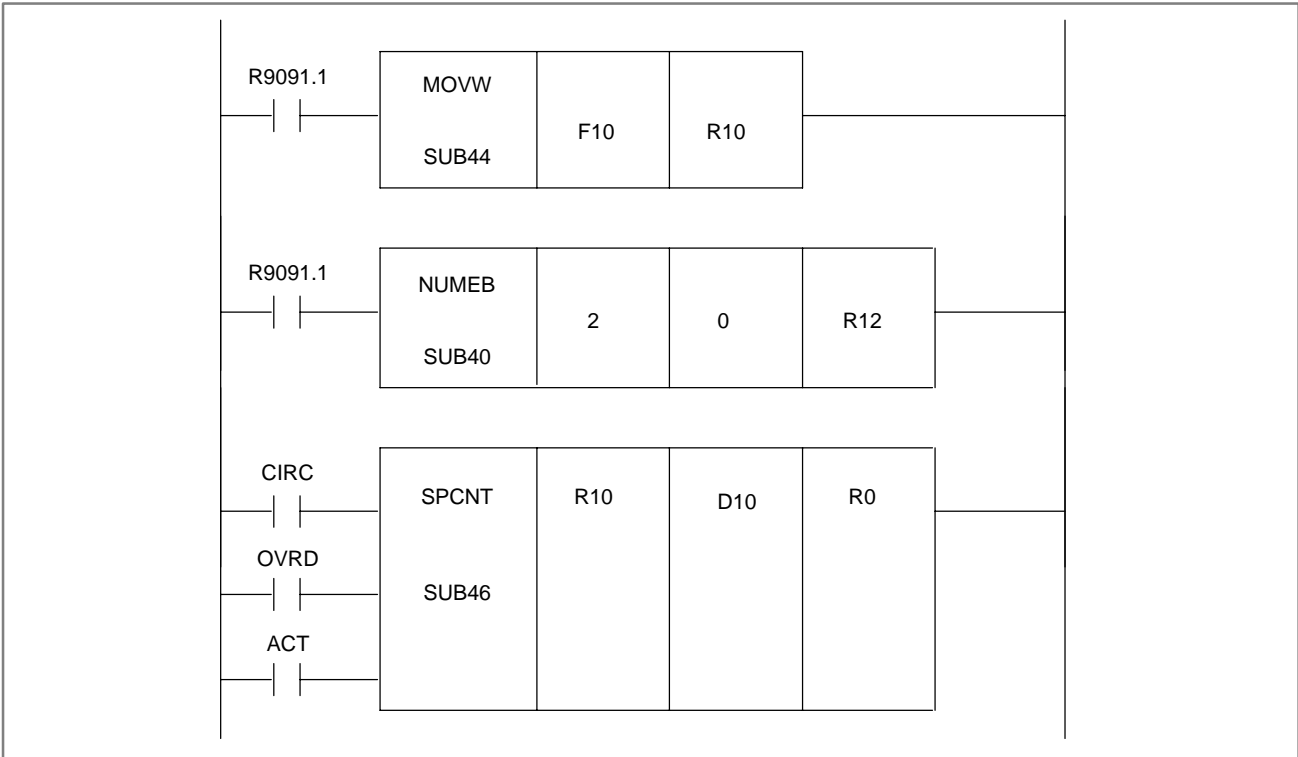 R9091.1
MOVW
SUB44
F10
R10
R9091.1
NUMEB
SUB40
2
0
R12
CIRC
OVRD
ACT
SPCNT
SUB46
R10
D10
R0